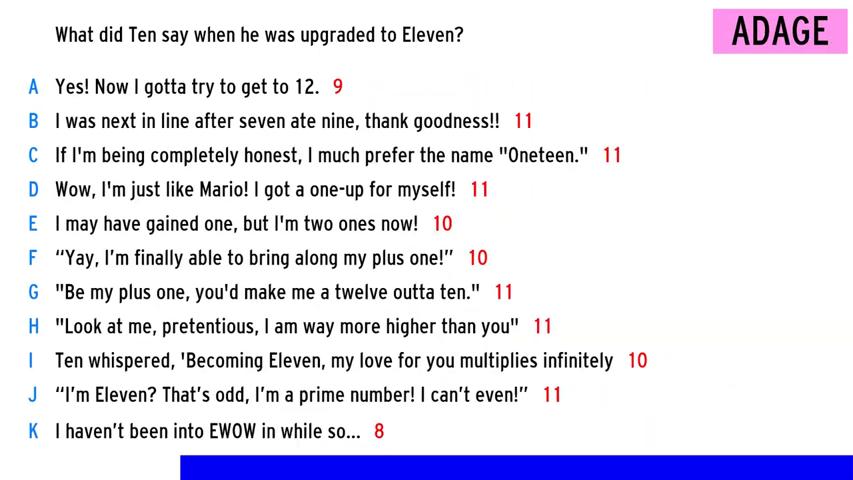 What did Ten say when he was upgraded to Eleven?
ADAGE
A Yes! Now I gotta try to get to 12. 9
B I was next in line after seven ate nine, thank goodness!! 11
C If I'm being completely honest, I much prefer the name "Oneteen." 11
D Wow, I'm just like Mario! I got a one-up for myself! 11
E I may have gained one, but I'm two ones now! 10
F “Yay, I’m finally able to bring along my plus one!” 10
G "Be my plus one, you'd make me a twelve outta ten." 11
H "Look at me, pretentious, I am way more higher than you" 11
I Ten whispered, 'Becoming Eleven, my love for you multiplies infinitely 10
J “I’m Eleven? That’s odd, I’m a prime number! I can’t even!” 11
K I haven’t been into EWOW in while so... 8